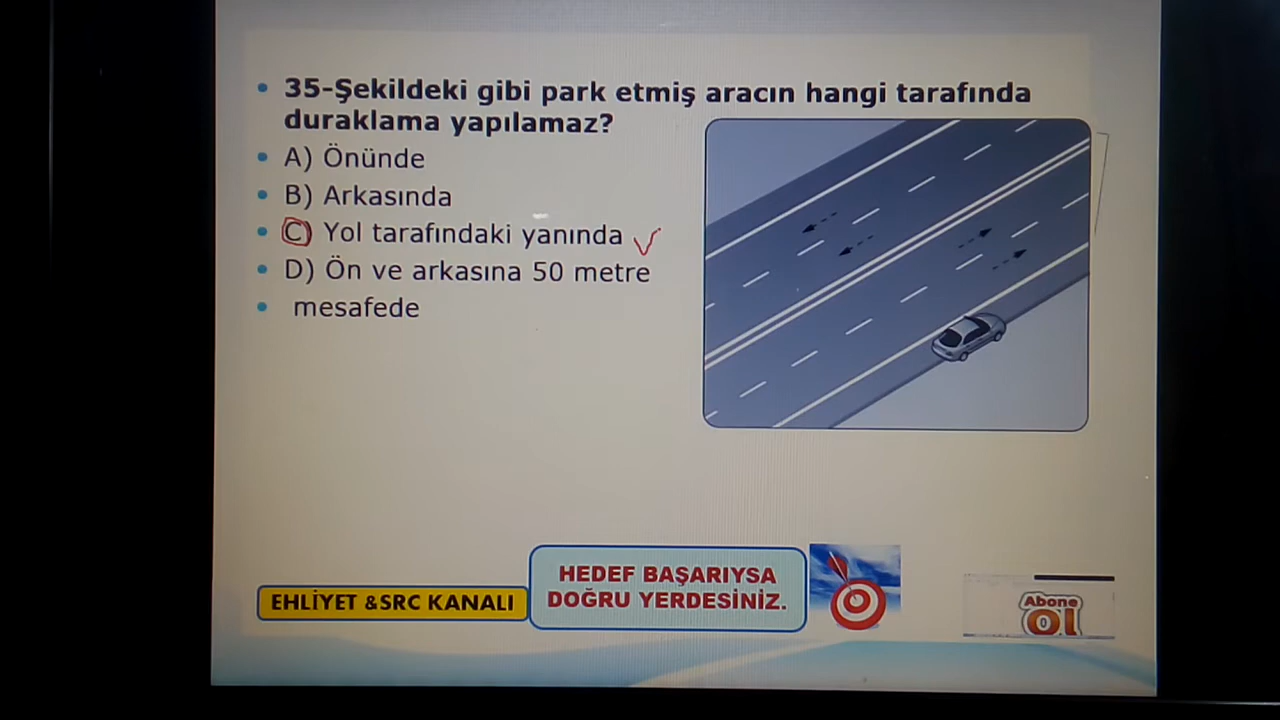 35-Şekildeki gibi park etmiş aracın hangi tarafında
duraklama yapılamaz?
A) Önünde
B) Arkasında
C) Yol tarafındaki yanında
D) Ön ve arkasına 50 metre
mesafede
EHLİYET &SRC KANALI
HEDEF BAŞARIYSA
DOĞRU YERDESİNİZ.
Abone
Ol